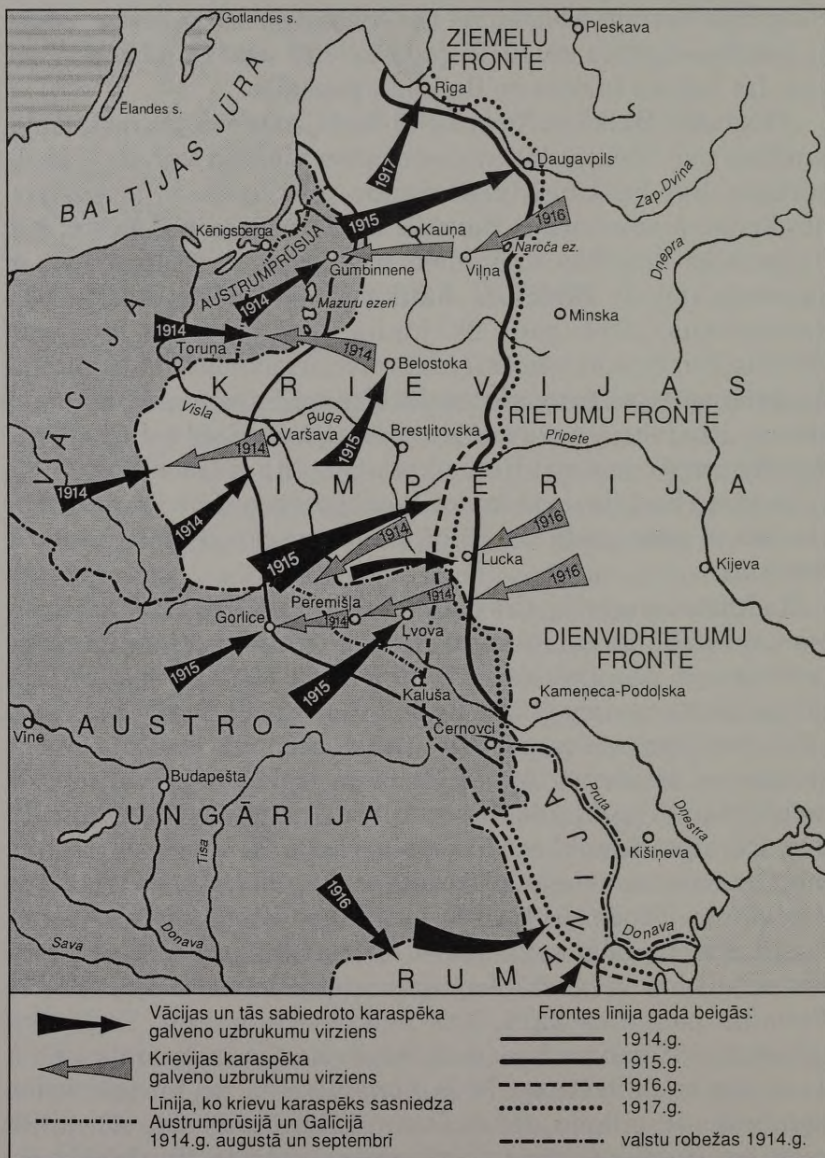 Gotlandes s.
ZIEMEĻU
FRONTE
Pleskava
Ēlandes s.
Rīga
BALTIJAS JŪRA
1917
Daugavpils
Zap. Dviņa
1915
Kauņa
1916
Kēnigsberga
Naroča ez.
Dņepra
AUSTRUMPRŪSIJA
Gumbinnene
Viļņa
1914
Mazuru ezeri
Minska
VĀCIJA
1914
1914
Toruņa
Belostoka
KRIEVIJAS
RIETUMU FRONTE
Visla
Buga
Varšava
1914
1915
Brestļitovska
Pripete
IMPĒRIJA
1914
1914
1914
1915
1916
Lucka
Kijeva
1916
Peremišļa
1914
Gorlice
1914
Ļvova
DIENVIDRIETUMU
FRONTE
1915
1915
Kaluša
Kameņeca-Podoļska
AUSTRO–
Vīne
Černovci
Budapešta
UNGĀRIJA
Pruta
Dņestra
Tisa
Kišiņeva
1916
Donava
Sava
Donava
RUMĀNIJA
Vācijas un tās sabiedroto karaspēka
galveno uzbrukumu virziens
Krievijas karaspēka
galveno uzbrukumu virziens
Līnija, ko krievu karaspēks sasniedza
Austrumprūsijā un Galīcijā
1914.g. augustā un septembrī
Frontes līnija gada beigās:
1914.g.
1915.g.
1916.g.
1917.g.
valstu robežas 1914.g.